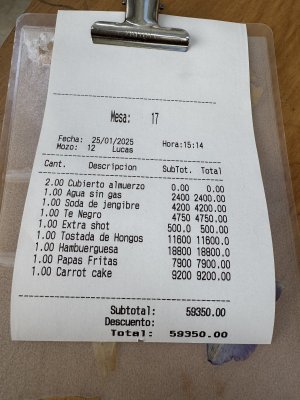 Mesa: 17
Fecha: 25/01/2025 Hora:15:14
Mozo: 12 Lucas
Cant. Descripcion SubTot. Total
2.00 Cubierto almuerzo 0.00 0.00
1.00 Agua sin gas 2400 2400.00
1.00 Soda de jengibre 4200 4200.00
1.00 Te Negro 4750 4750.00
1.00 Extra shot 500.0 500.00
1.00 Tostada de Hongos 11600 11600.0
1.00 Hamberguesa 18800 18800.0
1.00 Papas Fritas 7900 7900.00
1.00 Carrot cake 9200 9200.00
Subtotal: 59350.00
Descuento:
Total: 59350.00